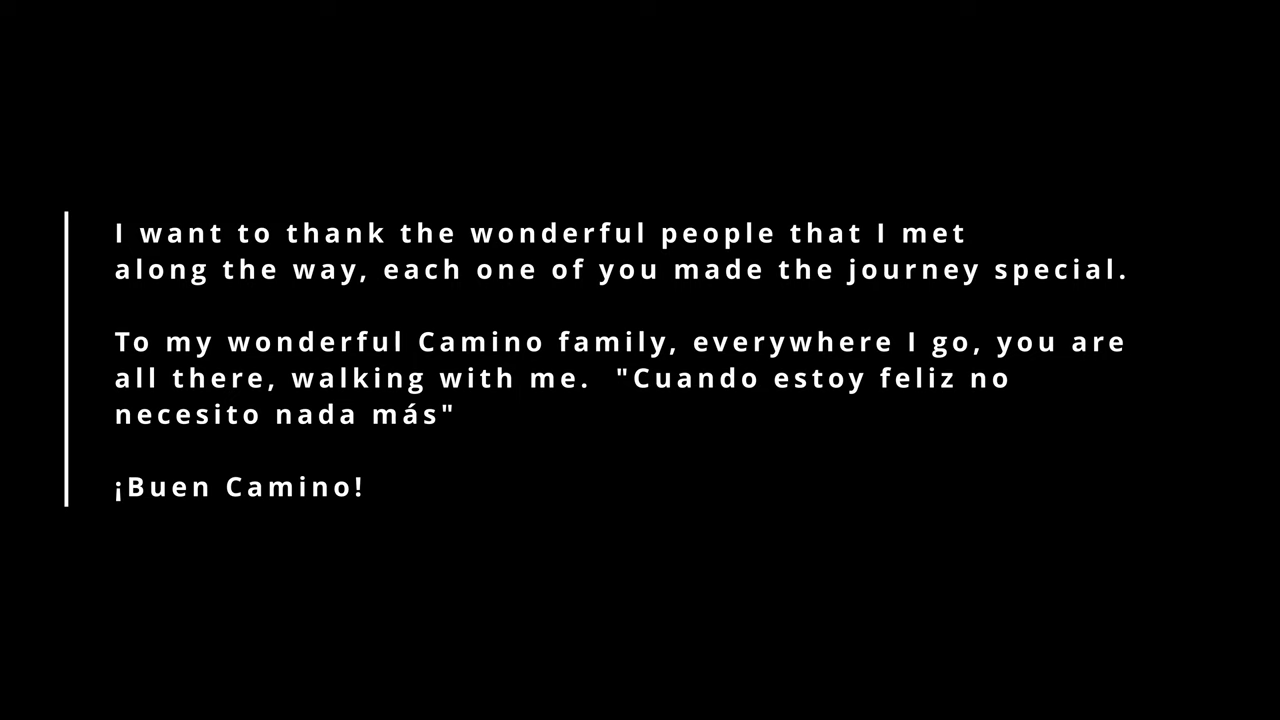 I want to thank the wonderful people that I met
along the way, each one of you made the journey special.
To my wonderful Camino family, everywhere I go, you are
all there, walking with me.  "Cuando estoy feliz no
necesito nada más"
¡Buen Camino!